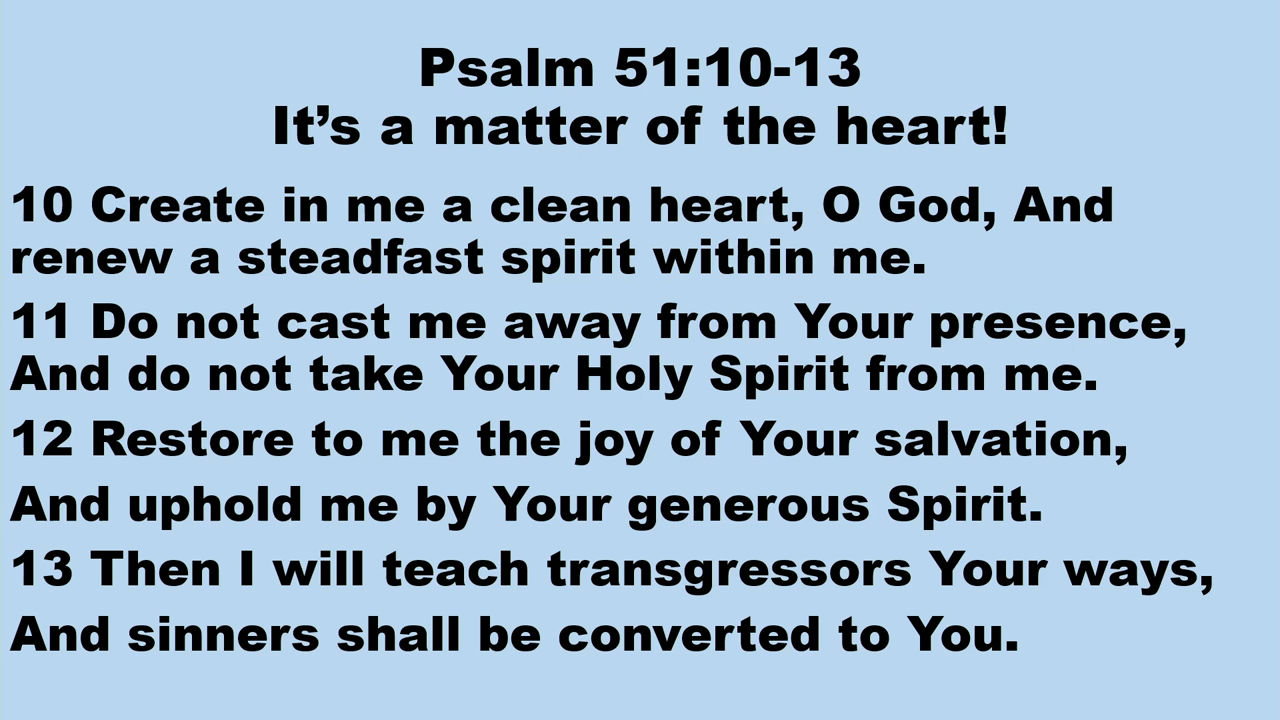 Psalm 51:10-13
It’s a matter of the heart!
10 Create in me a clean heart, O God, And
renew a steadfast spirit within me.
11 Do not cast me away from Your presence,
And do not take Your Holy Spirit from me.
12 Restore to me the joy of Your salvation,
And uphold me by Your generous Spirit.
13 Then I will teach transgressors Your ways,
And sinners shall be converted to You.